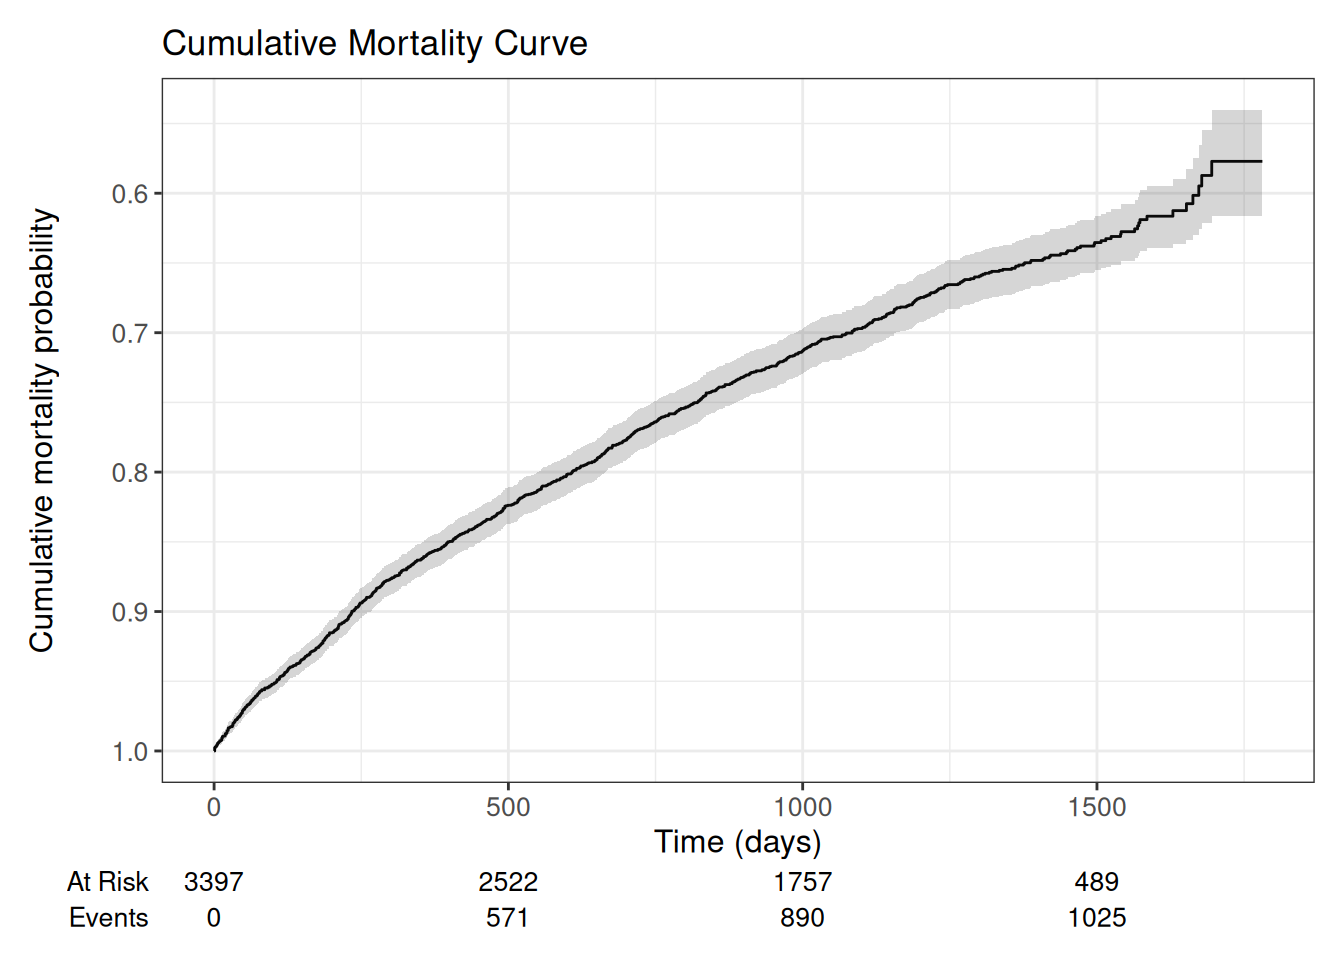 Cumulative Mortality Curve
Cumulative mortality probability
0.6
0.7
0.8
0.9
1.0
0 500 1000 1500
Time (days)
At Risk 3397 2522 1757 489
Events 0 571 890 1025